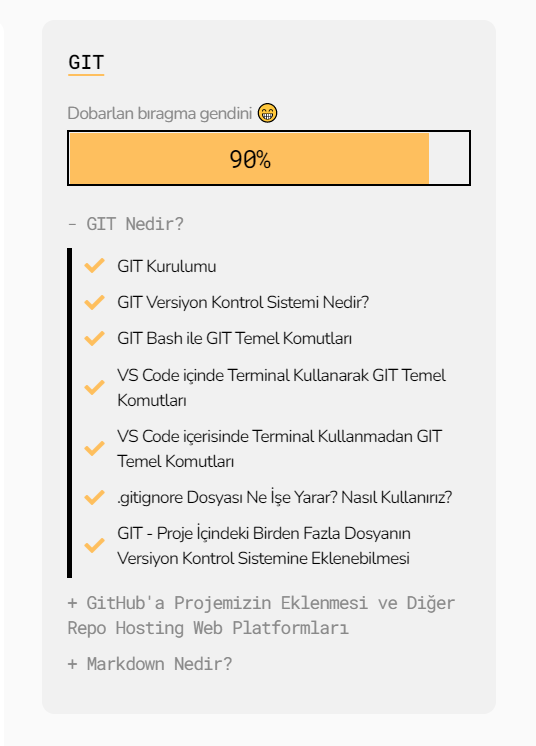 GIT
Dobarlan bıragma gendini 😁
90%
- GIT Nedir?
GIT Kurulumu
GIT Versiyon Kontrol Sistemi Nedir?
GIT Bash ile GIT Temel Komutları
VS Code içinde Terminal Kullanarak GIT Temel
Komutları
VS Code içerisinde Terminal Kullanmadan GIT
Temel Komutları
.gitignore Dosyası Ne İşe Yarar? Nasıl Kullanırız?
GIT - Proje İçindeki Birden Fazla Dosyanın
Versiyon Kontrol Sistemine Eklenebilmesi
+ GitHub'a Projemizin Eklenmesi ve Diğer
Repo Hosting Web Platformları
+ Markdown Nedir?